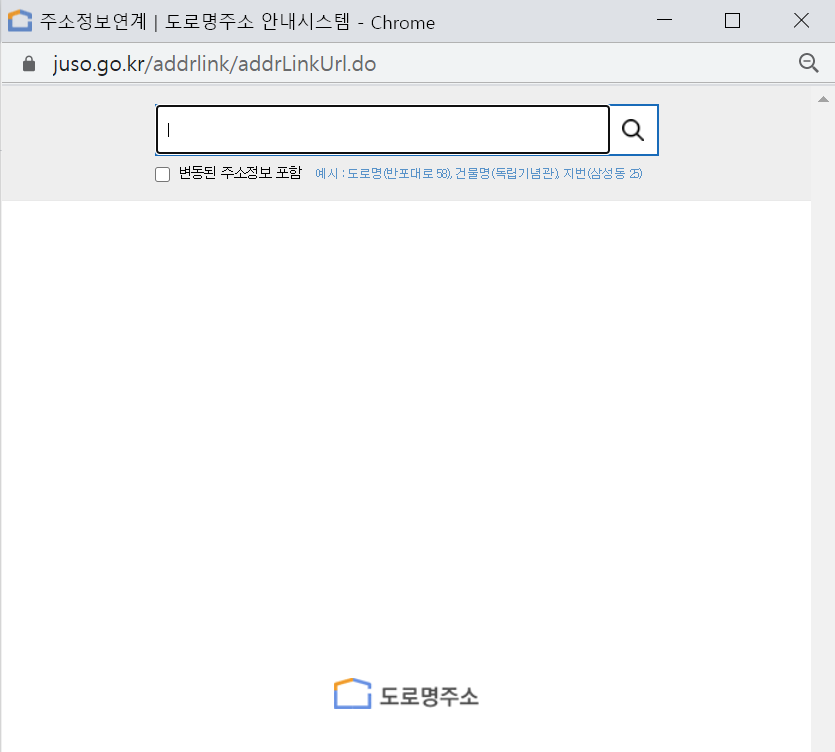 주소정보연계 | 도로명주소 안내시스템 - Chrome
juso.go.kr/addrlink/addrLinkUrl.do
변동된 주소정보 포함 예시 : 도로명(반포대로 58), 건물명(독립기념관), 지번(삼성동 25)
도로명주소